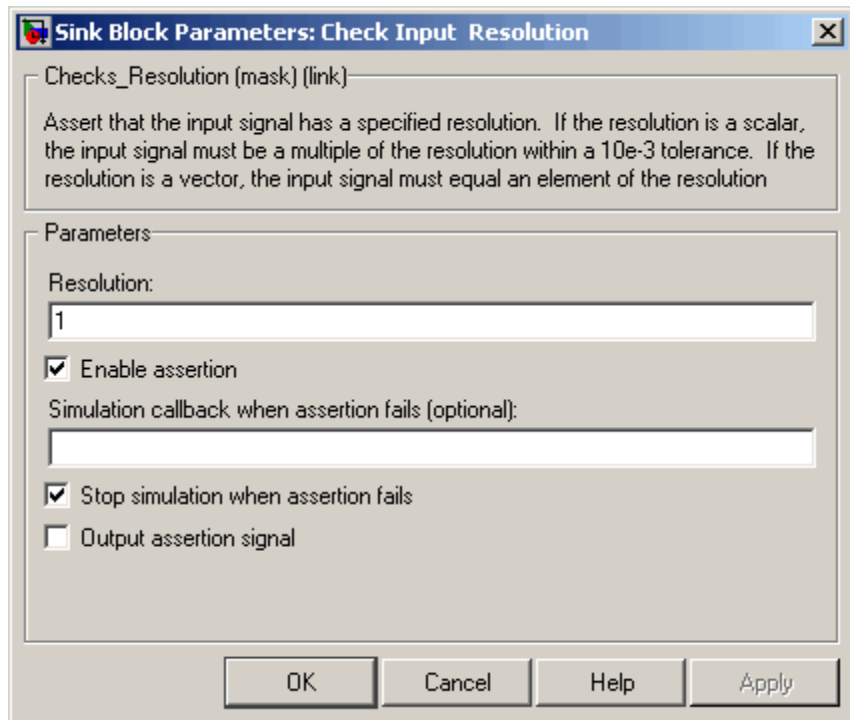 Sink Block Parameters: Check Input  Resolution
Checks_Resolution (mask) (link)
Assert that the input signal has a specified resolution.  If the resolution is a scalar,
the input signal must be a multiple of the resolution within a 10e-3 tolerance.  If the
resolution is a vector, the input signal must equal an element of the resolution
Parameters
Resolution:
1
Enable assertion
Simulation callback when assertion fails (optional):
Stop simulation when assertion fails
Output assertion signal
OK Cancel Help Apply